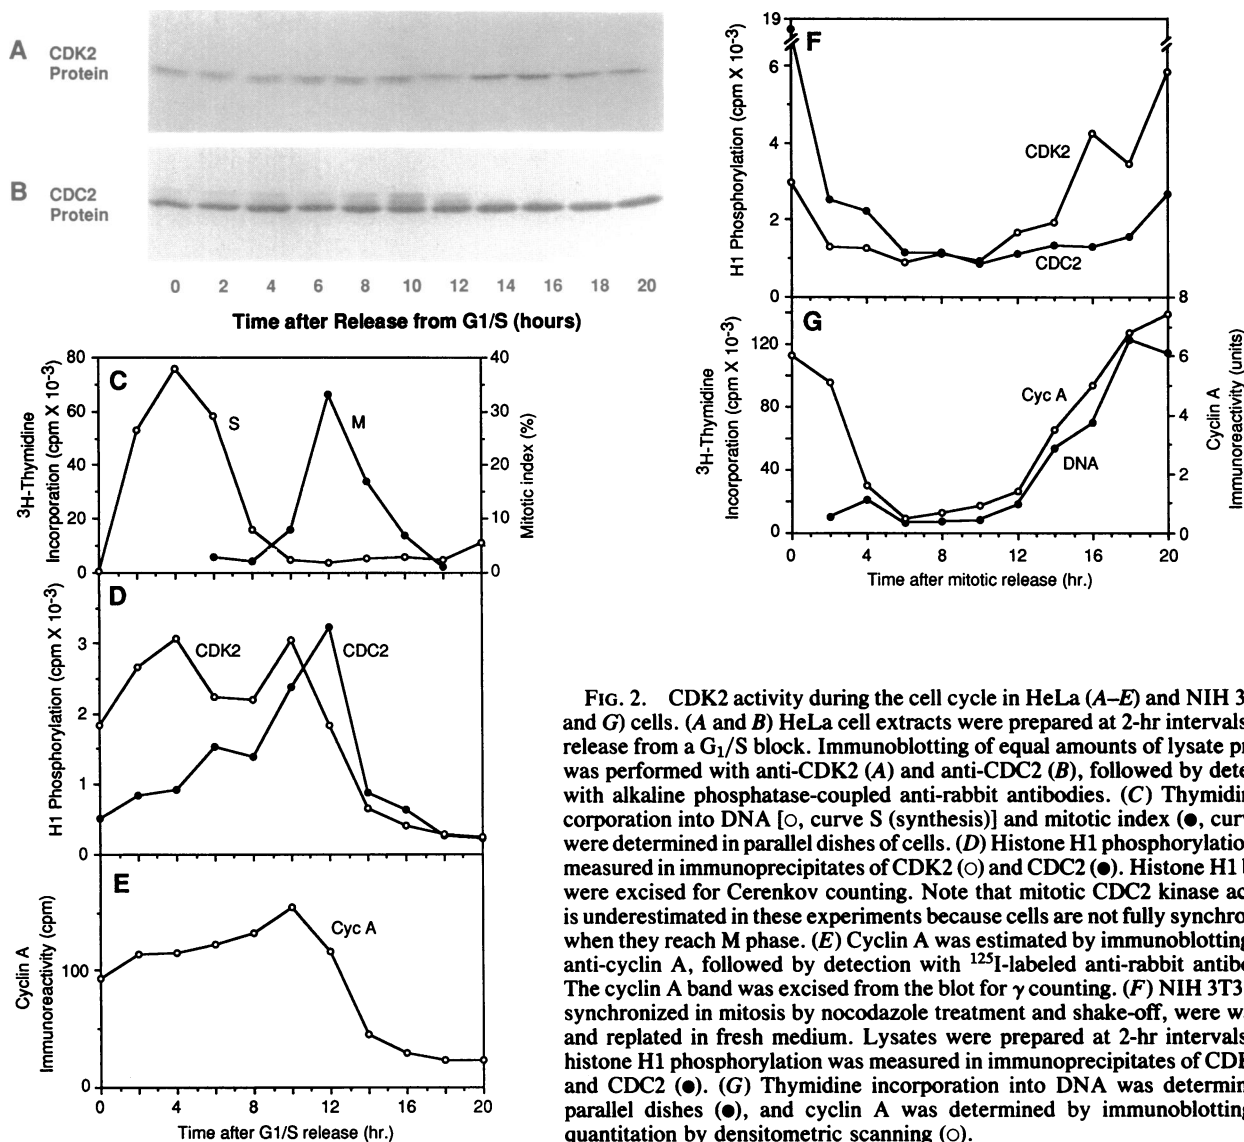 A
CDK2
Protein
B
CDC2
Protein
0 2 4 6 8 10 12 14 16 18 20
Time after Release from G1/S (hours)
C
80
60
40
20
0
³H-Thymidine
Incorporation (cpm X 10⁻³)
S
M
40
30
20
10
0
Mitotic index (%)
D
3
2
1
0
H1 Phosphorylation (cpm X 10⁻³)
CDK2
CDC2
E
100
0
Cyclin A
Immunoreactivity (cpm)
Cyc A
0 4 8 12 16 20
Time after G1/S release (hr.)
F
19
6
4
2
0
H1 Phosphorylation (cpm X 10⁻³)
CDK2
CDC2
G
120
80
40
0
³H-Thymidine
Incorporation (cpm X 10⁻³)
Cyc A
DNA
8
6
4
2
0
Cyclin A
Immunoreactivity (units)
0 4 8 12 16 20
Time after mitotic release (hr.)
FIG. 2. CDK2 activity during the cell cycle in HeLa (A–E) and NIH 3
and G) cells. (A and B) HeLa cell extracts were prepared at 2-hr intervals
release from a G₁/S block. Immunoblotting of equal amounts of lysate pr
was performed with anti-CDK2 (A) and anti-CDC2 (B), followed by dete
with alkaline phosphatase-coupled anti-rabbit antibodies. (C) Thymidin
corporation into DNA [○, curve S (synthesis)] and mitotic index (●, curv
were determined in parallel dishes of cells. (D) Histone H1 phosphorylatio
measured in immunoprecipitates of CDK2 (○) and CDC2 (●). Histone H1
were excised for Cerenkov counting. Note that mitotic CDC2 kinase ac
is underestimated in these experiments because cells are not fully synchro
when they reach M phase. (E) Cyclin A was estimated by immunoblotting
anti-cyclin A, followed by detection with ¹²⁵I-labeled anti-rabbit antibo
The cyclin A band was excised from the blot for γ counting. (F) NIH 3T3
synchronized in mitosis by nocodazole treatment and shake-off, were w
and replated in fresh medium. Lysates were prepared at 2-hr intervals
histone H1 phosphorylation was measured in immunoprecipitates of CD
and CDC2 (●). (G) Thymidine incorporation into DNA was determin
parallel dishes (●), and cyclin A was determined by immunoblotting
quantitation by densitometric scanning (○).